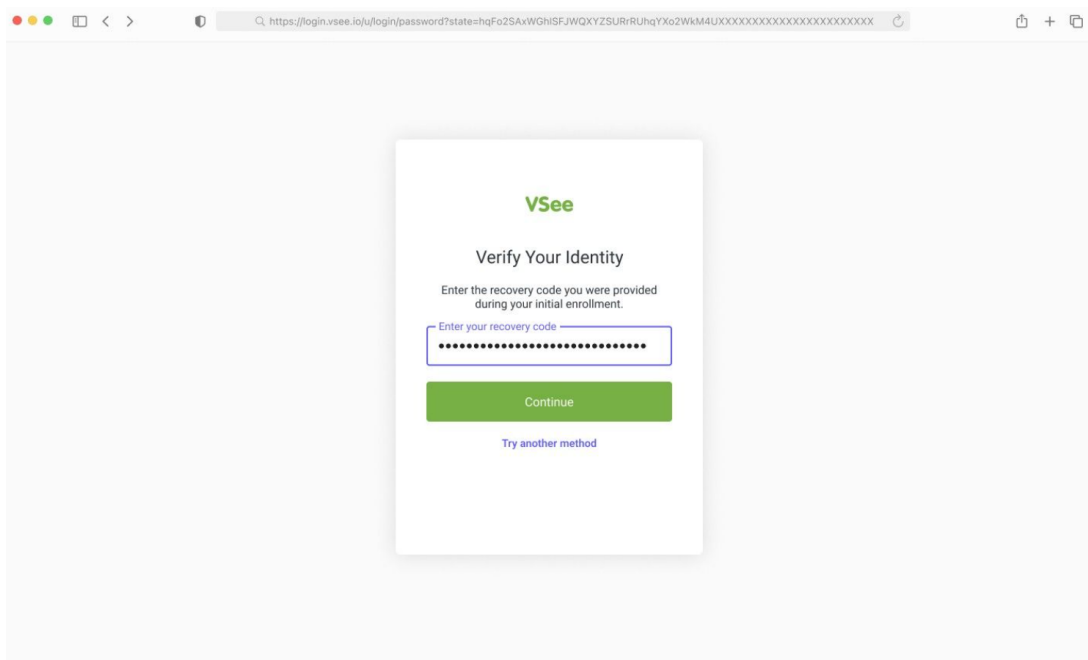 https://login.vsee.io/u/login/password?state=hqFo2SAxWGhlSFJWQXYZSURrRUhqYXo2WkM4UXXXXXXXXXXXXXXXXXXXXXXX
VSee
Verify Your Identity
Enter the recovery code you were provided
during your initial enrollment.
Enter your recovery code
••••••••••••••••••••••••••••••
Continue
Try another method